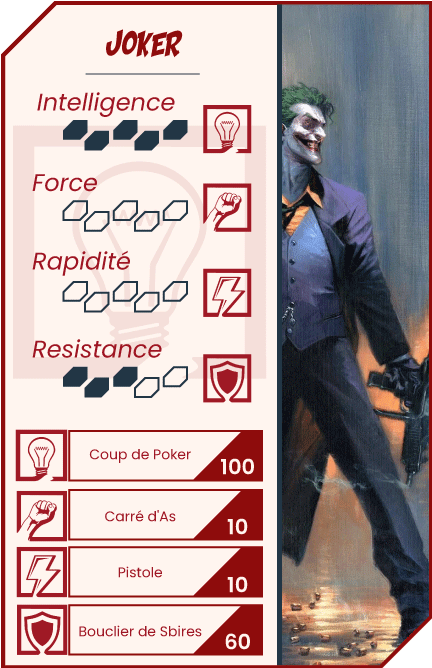 JOKER
Intelligence
Force
Rapidité
Resistance
Coup de Poker
100
Carré d'As
10
Pistole
10
Bouclier de Sbires
60